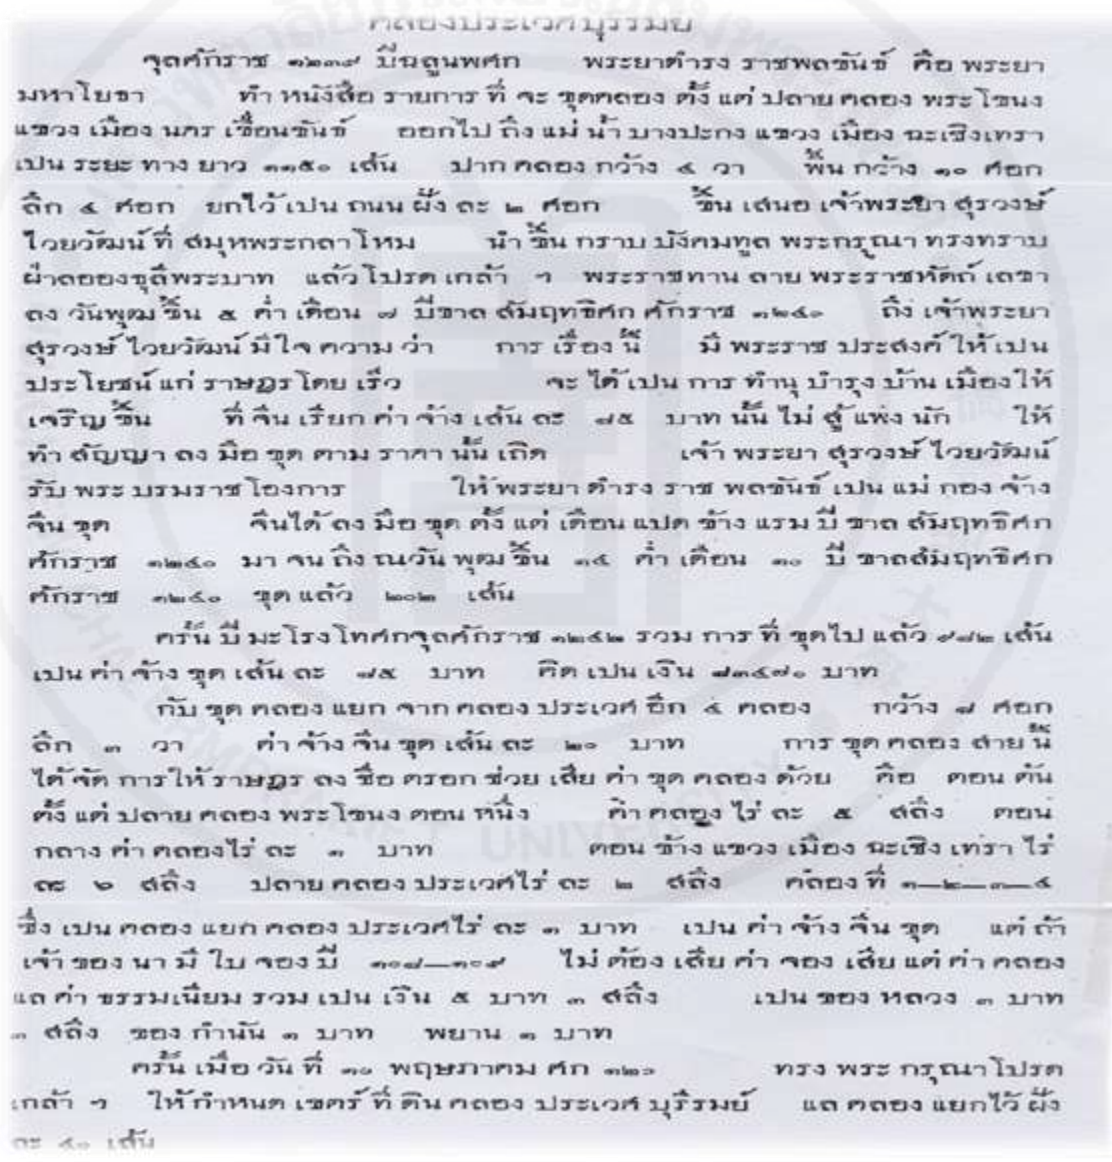 คลองประเวศบุรีรมย์
จุลศักราช ๑๒๓๙ ปีฉลูนพศก พระยาดำรง ราชพลขันธ์ คือ พระยา
มหาโยธา ทำ หนังสือ รายการ ที่ จะ ขุดคลอง ตั้ง แต่ ปลาย คลอง พระ โขนง
แขวง เมือง นคร เขื่อนขันธ์ ออกไป ถึง แม่ น้ำ บางปะกง แขวง เมือง ฉะเชิงเทรา
เปน ระยะ ทาง ยาว ๑๑๕๐ เส้น ปาก คลอง กว้าง ๔ วา พื้น กว้าง ๑๐ ศอก
ลึก ๔ ศอก ยกไว้ เปน ถนน ฝั่ง ละ ๒ ศอก ขึ้น เสนอ เจ้าพระยา สุรวงษ์
ไวยวัฒน์ ที่ สมุหพระกลาโหม นำ ขึ้น กราบ บังคมทูล พระกรุณา ทรงทราบ
ฝ่าลอองธุลีพระบาท แล้ว โปรด เกล้า ฯ พระราชทาน ลาย พระราชหัตถ์ เลขา
ลง วันพุฒ ขึ้น ๕ ค่ำ เดือน ๗ ปีขาล สัมฤทธิศก ศักราช ๑๒๔๐ ถึง เจ้าพระยา
สุรวงษ์ ไวยวัฒน์ มี ใจ ความ ว่า การ เรื่อง นี้ มี พระราช ประสงค์ ให้ เปน
ประโยชน์ แก่ ราษฎร โดย เร็ว จะ ได้ เปน การ ทำนุ บำรุง บ้าน เมือง ให้
เจริญ ขึ้น ที่ จีน เรียก ค่า จ้าง เส้น ละ ๘๕ บาท นั้น ไม่ สู้ แพง นัก ให้
ทำ สัญญา ลง มือ ขุด ตาม ราคา นั้น เถิด เจ้า พระยา สุรวงษ์ ไวยวัฒน์
รับ พระ บรมราช โองการ ให้ พระยา ดำรง ราช พลขันธ์ เปน แม่ กอง จ้าง
จีน ขุด จีนได้ ลง มือ ขุด ตั้ง แต่ เดือน แปด ข้าง แรม ปี ขาล สัมฤทธิศก
ศักราช ๑๒๔๐ มา จน ถึง ณวัน พุฒ ขึ้น ๑๔ ค่ำ เดือน ๑๐ ปี ขาลสัมฤทธิศก
ศักราช ๑๒๔๐ ขุด แล้ว ๒๐๒ เส้น
ครั้น ปี มะโรง โทศกจุลศักราช ๑๒๔๒ รวม การ ที่ ขุดไป แล้ว ๙๘๒ เส้น
เปน ค่า จ้าง ขุด เส้น ละ ๘๕ บาท คิด เปน เงิน ๘๓๔๗๐ บาท
กับ ขุด คลอง แยก จาก คลอง ประเวศ อีก ๔ คลอง กว้าง ๘ ศอก
ลึก ๓ วา ค่า จ้าง จีน ขุด เส้น ละ ๒๐ บาท การ ขุด คลอง สาย นี้
ได้ จัด การ ให้ ราษฎร ลง ชื่อ ครอก ช่วย เสีย ค่า ขุด คลอง ด้วย คือ ตอน ต้น
ตั้ง แต่ ปลาย คลอง พระ โขนง ตอน หนึ่ง ค่า คลอง ไร่ ละ ๕ สลึง ตอน
กลาง ค่า คลองไร่ ละ ๑ บาท ตอน ข้าง แขวง เมือง ฉะเชิง เทรา ไร่
ละ ๖ สลึง ปลาย คลอง ประเวศไร่ ละ ๒ สลึง คลอง ที่ ๑—๒—๓—๔
ซึ่ง เปน คลอง แยก คลอง ประเวศไร่ ละ ๑ บาท เปน ค่า จ้าง จีน ขุด แต่ ถ้า
เจ้า ของ นา มี ใบ จอง ปี ๑๐๘—๑๐๙ ไม่ ต้อง เสีย ค่า จอง เสีย แต่ ค่า คลอง
แล ค่า ธรรมเนียม รวม เปน เงิน ๕ บาท ๓ สลึง เปน ของ หลวง ๓ บาท
๓ สลึง ของ กำนัน ๑ บาท พยาน ๑ บาท
ครั้น เมื่อ วัน ที่ ๓๐ พฤษภาคม ศก ๑๒๐ ทรง พระ กรุณา โปรด
เกล้า ฯ ให้ กำหนด เขตร์ ที่ ดิน คลอง ประเวศ บุรีรมย์ แล คลอง แยกไว้ ฝั่ง
ละ ๔๐ เส้น